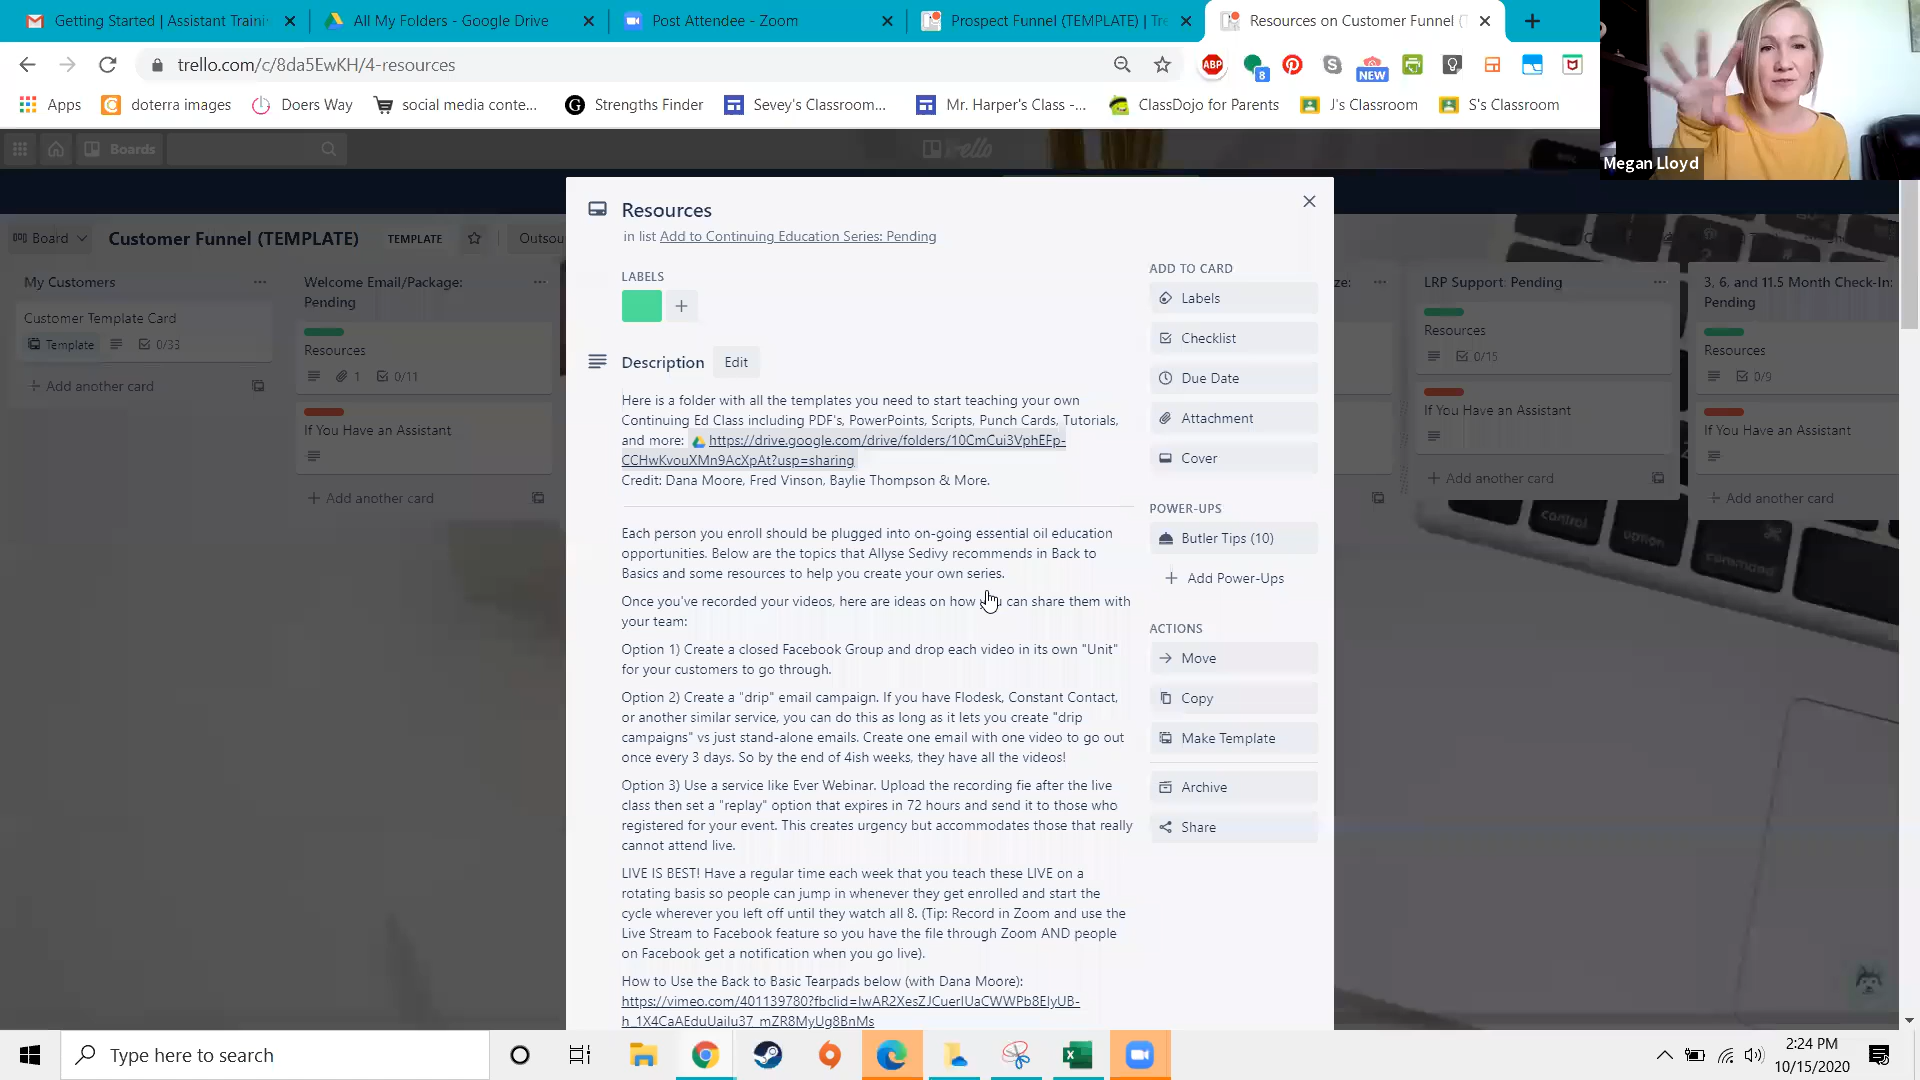 Getting Started | Assistant Traini
All My Folders - Google Drive
Post Attendee - Zoom
Prospect Funnel (TEMPLATE) | Tre
Resources on Customer Funnel (T
trello.com/c/8da5EwKH/4-resources
ABP
8
NEW
Apps
doterra images
Doers Way
social media conte...
Strengths Finder
Sevey's Classroom...
Mr. Harper's Class -...
ClassDojo for Parents
J's Classroom
S's Classroom
Megan Lloyd
Boards
Trello
Board
Customer Funnel (TEMPLATE)
TEMPLATE
My Customers
Customer Template Card
Template
0/33
Add another card
Welcome Email/Package:
Pending
Resources
1
0/11
If You Have an Assistant
Add another card
Resources
in list Add to Continuing Education Series: Pending
LABELS
Description
Edit
Here is a folder with all the templates you need to start teaching your own
Continuing Ed Class including PDF's, PowerPoints, Scripts, Punch Cards, Tutorials,
and more: https://drive.google.com/drive/folders/10CmCui3VphEFp-
CCHwKvouXMn9AcXpAt?usp=sharing
Credit: Dana Moore, Fred Vinson, Baylie Thompson & More.
Each person you enroll should be plugged into on-going essential oil education
opportunities. Below are the topics that Allyse Sedivy recommends in Back to
Basics and some resources to help you create your own series.
Once you've recorded your videos, here are ideas on how you can share them with
your team:
Option 1) Create a closed Facebook Group and drop each video in its own "Unit"
for your customers to go through.
Option 2) Create a "drip" email campaign. If you have Flodesk, Constant Contact,
or another similar service, you can do this as long as it lets you create "drip
campaigns" vs just stand-alone emails. Create one email with one video to go out
once every 3 days. So by the end of 4ish weeks, they have all the videos!
Option 3) Use a service like Ever Webinar. Upload the recording fie after the live
class then set a "replay" option that expires in 72 hours and send it to those who
registered for your event. This creates urgency but accommodates those that really
cannot attend live.
LIVE IS BEST! Have a regular time each week that you teach these LIVE on a
rotating basis so people can jump in whenever they get enrolled and start the
cycle wherever you left off until they watch all 8. (Tip: Record in Zoom and use the
Live Stream to Facebook feature so you have the file through Zoom AND people
on Facebook get a notification when you go live).
How to Use the Back to Basic Tearpads below (with Dana Moore):
https://vimeo.com/401139780?fbclid=IwAR2XesZJCuerlUaCWWPb8ElyUB-
h_1X4CaAEduUailu37_mZR8MyUg8BnMs
ADD TO CARD
Labels
Checklist
Due Date
Attachment
Cover
POWER-UPS
Butler Tips (10)
Add Power-Ups
ACTIONS
Move
Copy
Make Template
Archive
Share
LRP Support: Pending
Resources
0/15
If You Have an Assistant
Add another card
3, 6, and 11.5 Month Check-In:
Pending
Resources
0/9
If You Have an Assistant
Add another card
control
option
command
Type here to search
2:24 PM
10/15/2020